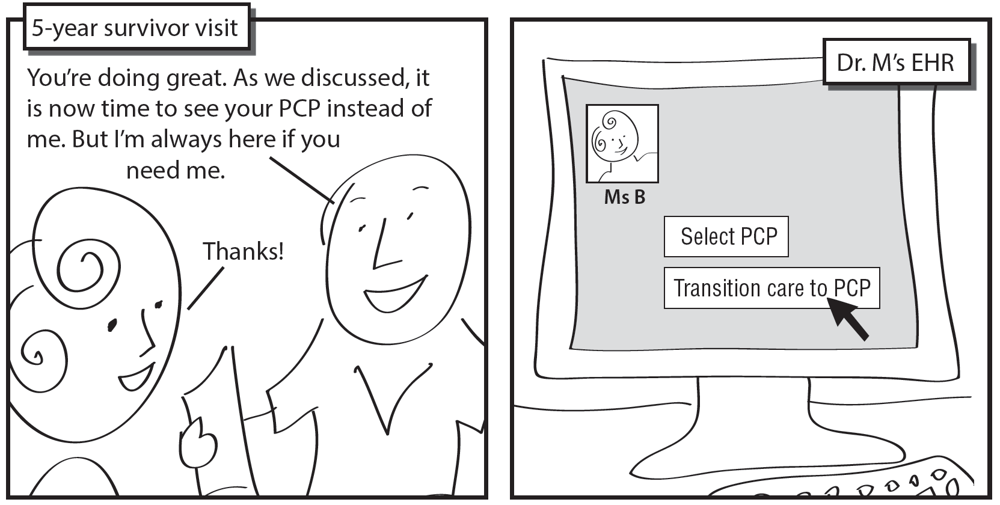 5-year survivor visit
You’re doing great. As we discussed, it
is now time to see your PCP instead of
me. But I’m always here if you
need me.
Thanks!
Dr. M’s EHR
Ms B
Select PCP
Transition care to PCP